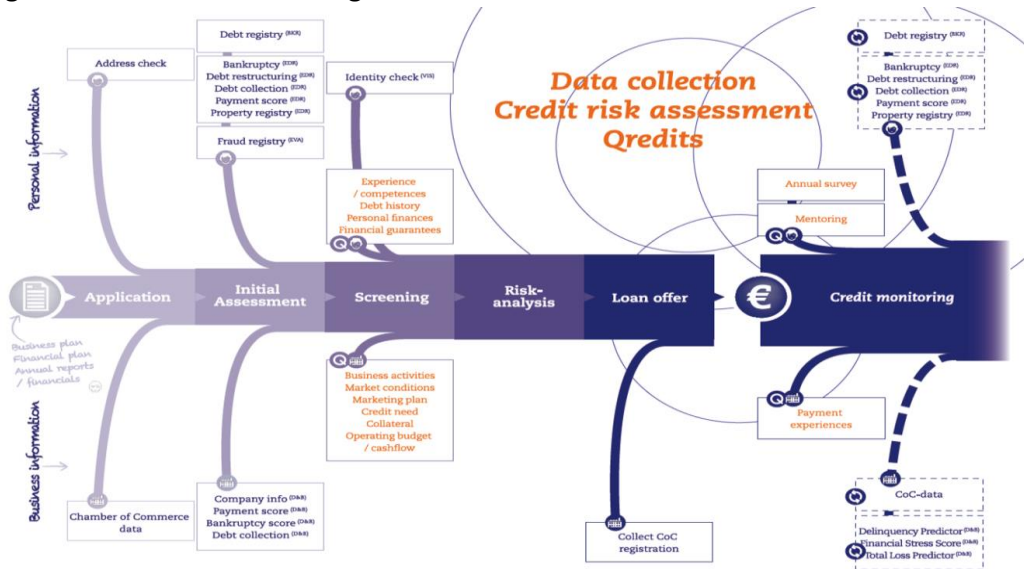 Data collection
Credit risk assessment
Qredits
Personal information
Address check
Debt registry (BKR)
Bankruptcy (EDR)
Debt restructuring (EDR)
Debt collection (EDR)
Payment score (EDR)
Property registry (EDR)
Fraud registry (EVA)
Identity check (VIS)
Experience
/ competences
Debt history
Personal finances
Financial guarantees
Q
Annual survey
Mentoring
Q
Debt registry (BKR)
Bankruptcy (EDR)
Debt restructuring (EDR)
Debt collection (EDR)
Payment score (EDR)
Property registry (EDR)
Application
Initial
Assessment
Screening
Risk-
analysis
Loan offer
€
Credit monitoring
Business plan
Financial plan
Annual reports
/ financials
Business information
Chamber of Commerce
data
Company info (D&B)
Payment score (D&B)
Bankruptcy score (D&B)
Debt collection (D&B)
Q
Business activities
Market conditions
Marketing plan
Credit need
Collateral
Operating budget
/ cashflow
Collect CoC
registration
Q
Payment
experiences
CoC-data
Delinquency Predictor (D&B)
Financial Stress Score (D&B)
Total Loss Predictor (D&B)